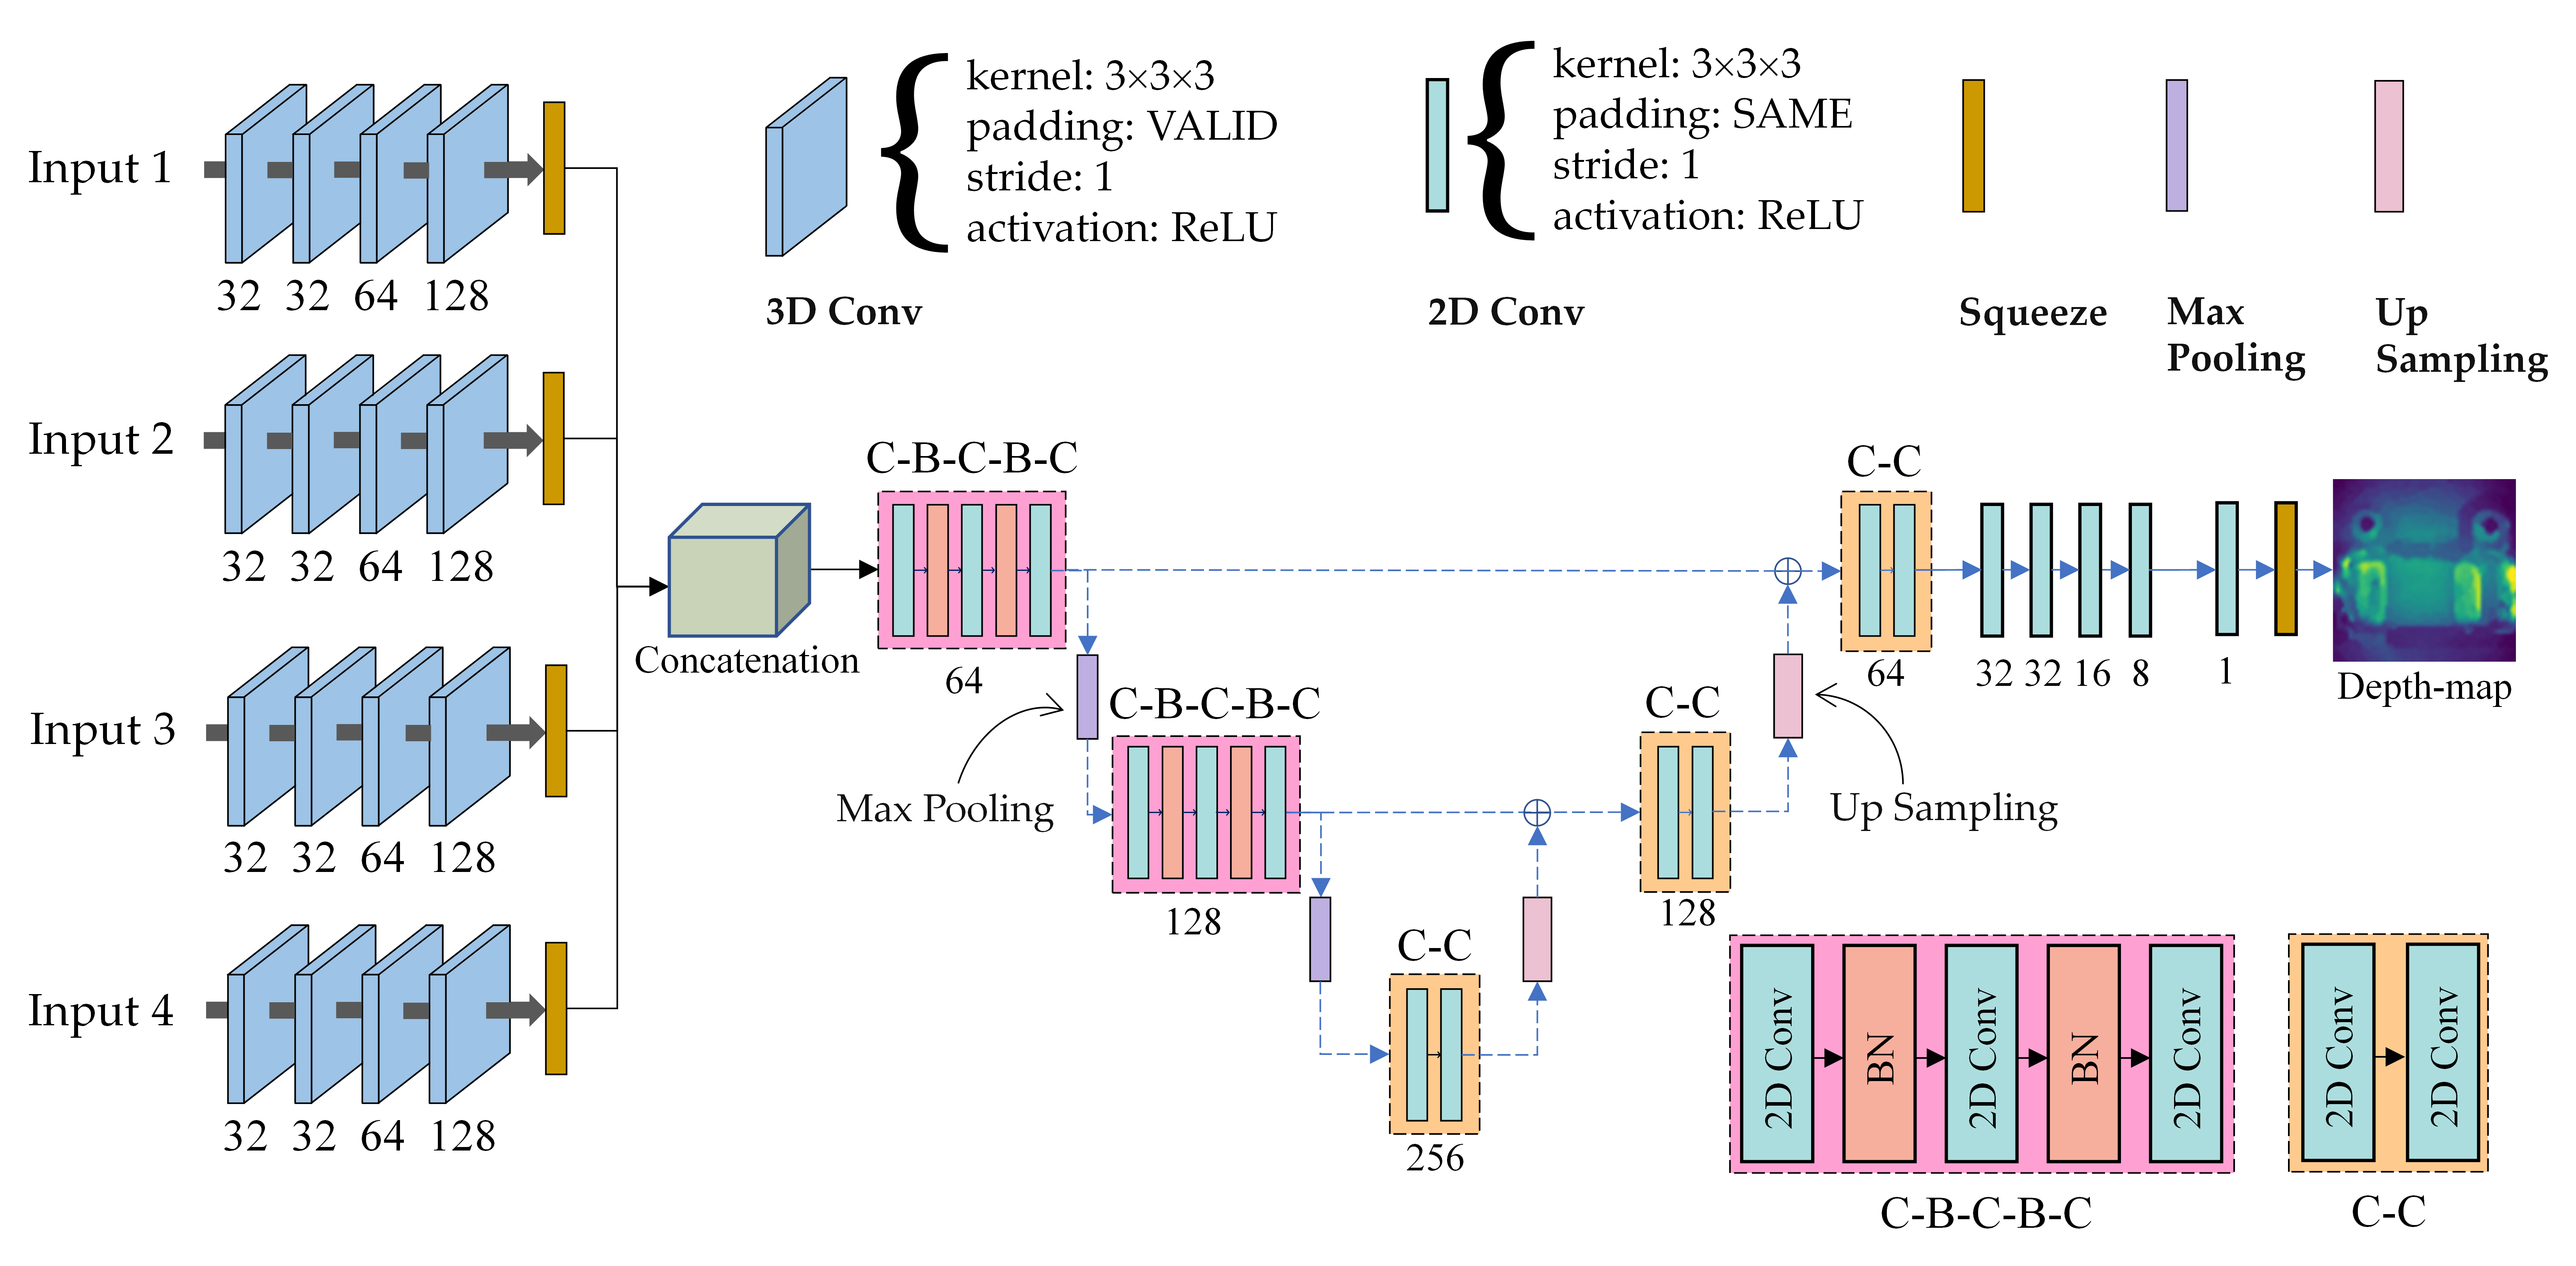 Input 1
32 32 64 128
Input 2
32 32 64 128
Input 3
32 32 64 128
Input 4
32 32 64 128
kernel: 3×3×3
padding: VALID
stride: 1
activation: ReLU
3D Conv
kernel: 3×3×3
padding: SAME
stride: 1
activation: ReLU
2D Conv
Squeeze
Max
Pooling
Up
Sampling
Concatenation
C-B-C-B-C
64
Max Pooling
C-B-C-B-C
128
C-C
256
C-C
128
Up Sampling
C-C
64
32 32 16 8 1
Depth-map
2D Conv
BN
2D Conv
BN
2D Conv
C-B-C-B-C
2D Conv
2D Conv
C-C